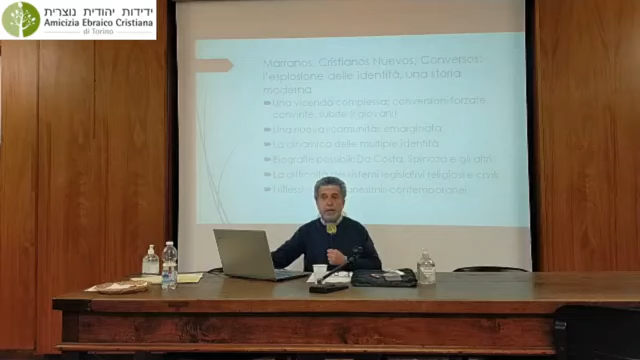 ידידות יהודית נוצרית
Amicizia Ebraico Cristiana
di Torino
Marranos, Cristianos Nuevos, Conversos:
l'esplosione delle identità, una storia
moderna
Una vicenda complessa: conversioni forzate
convinte, subite (i giovani)
Una nuova comunità emarginata
La dinamica delle multiple identità
Biografie possibili: Da Costa, Spinoza e gli altri
La difficoltà sistemi legislativi religiosi e civili
contemporanei